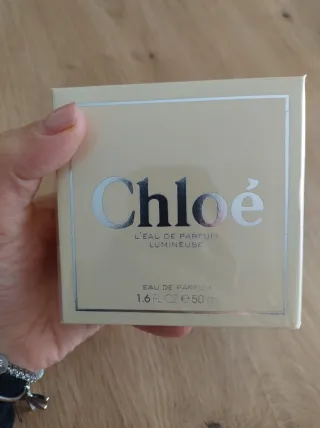 Chloé
L'EAU DE PARFUM
LUMINEUSE
EAU DE PARFUM
1.6 FL OZ ℮ 50 ml